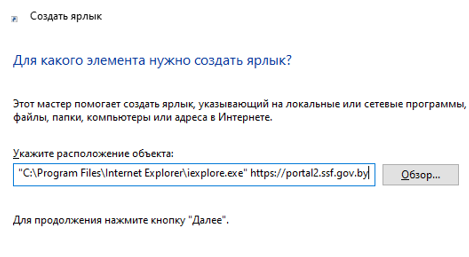 Создать ярлык
Для какого элемента нужно создать ярлык?
Этот мастер помогает создать ярлык, указывающий на локальные или сетевые программы,
файлы, папки, компьютеры или адреса в Интернете.
Укажите расположение объекта:
"C:\Program Files\Internet Explorer\iexplore.exe" https://portal2.ssf.gov.by
Обзор...
Для продолжения нажмите кнопку "Далее".